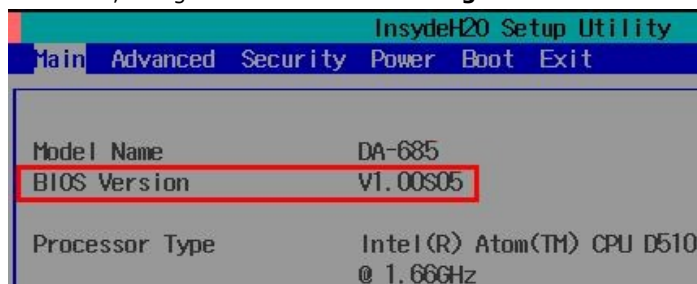 InsydeH20 Setup Utility
Main Advanced Security Power Boot Exit
Model Name DA-685
BIOS Version V1.00S05
Processor Type Intel(R) Atom(TM) CPU D510
@ 1.66GHz